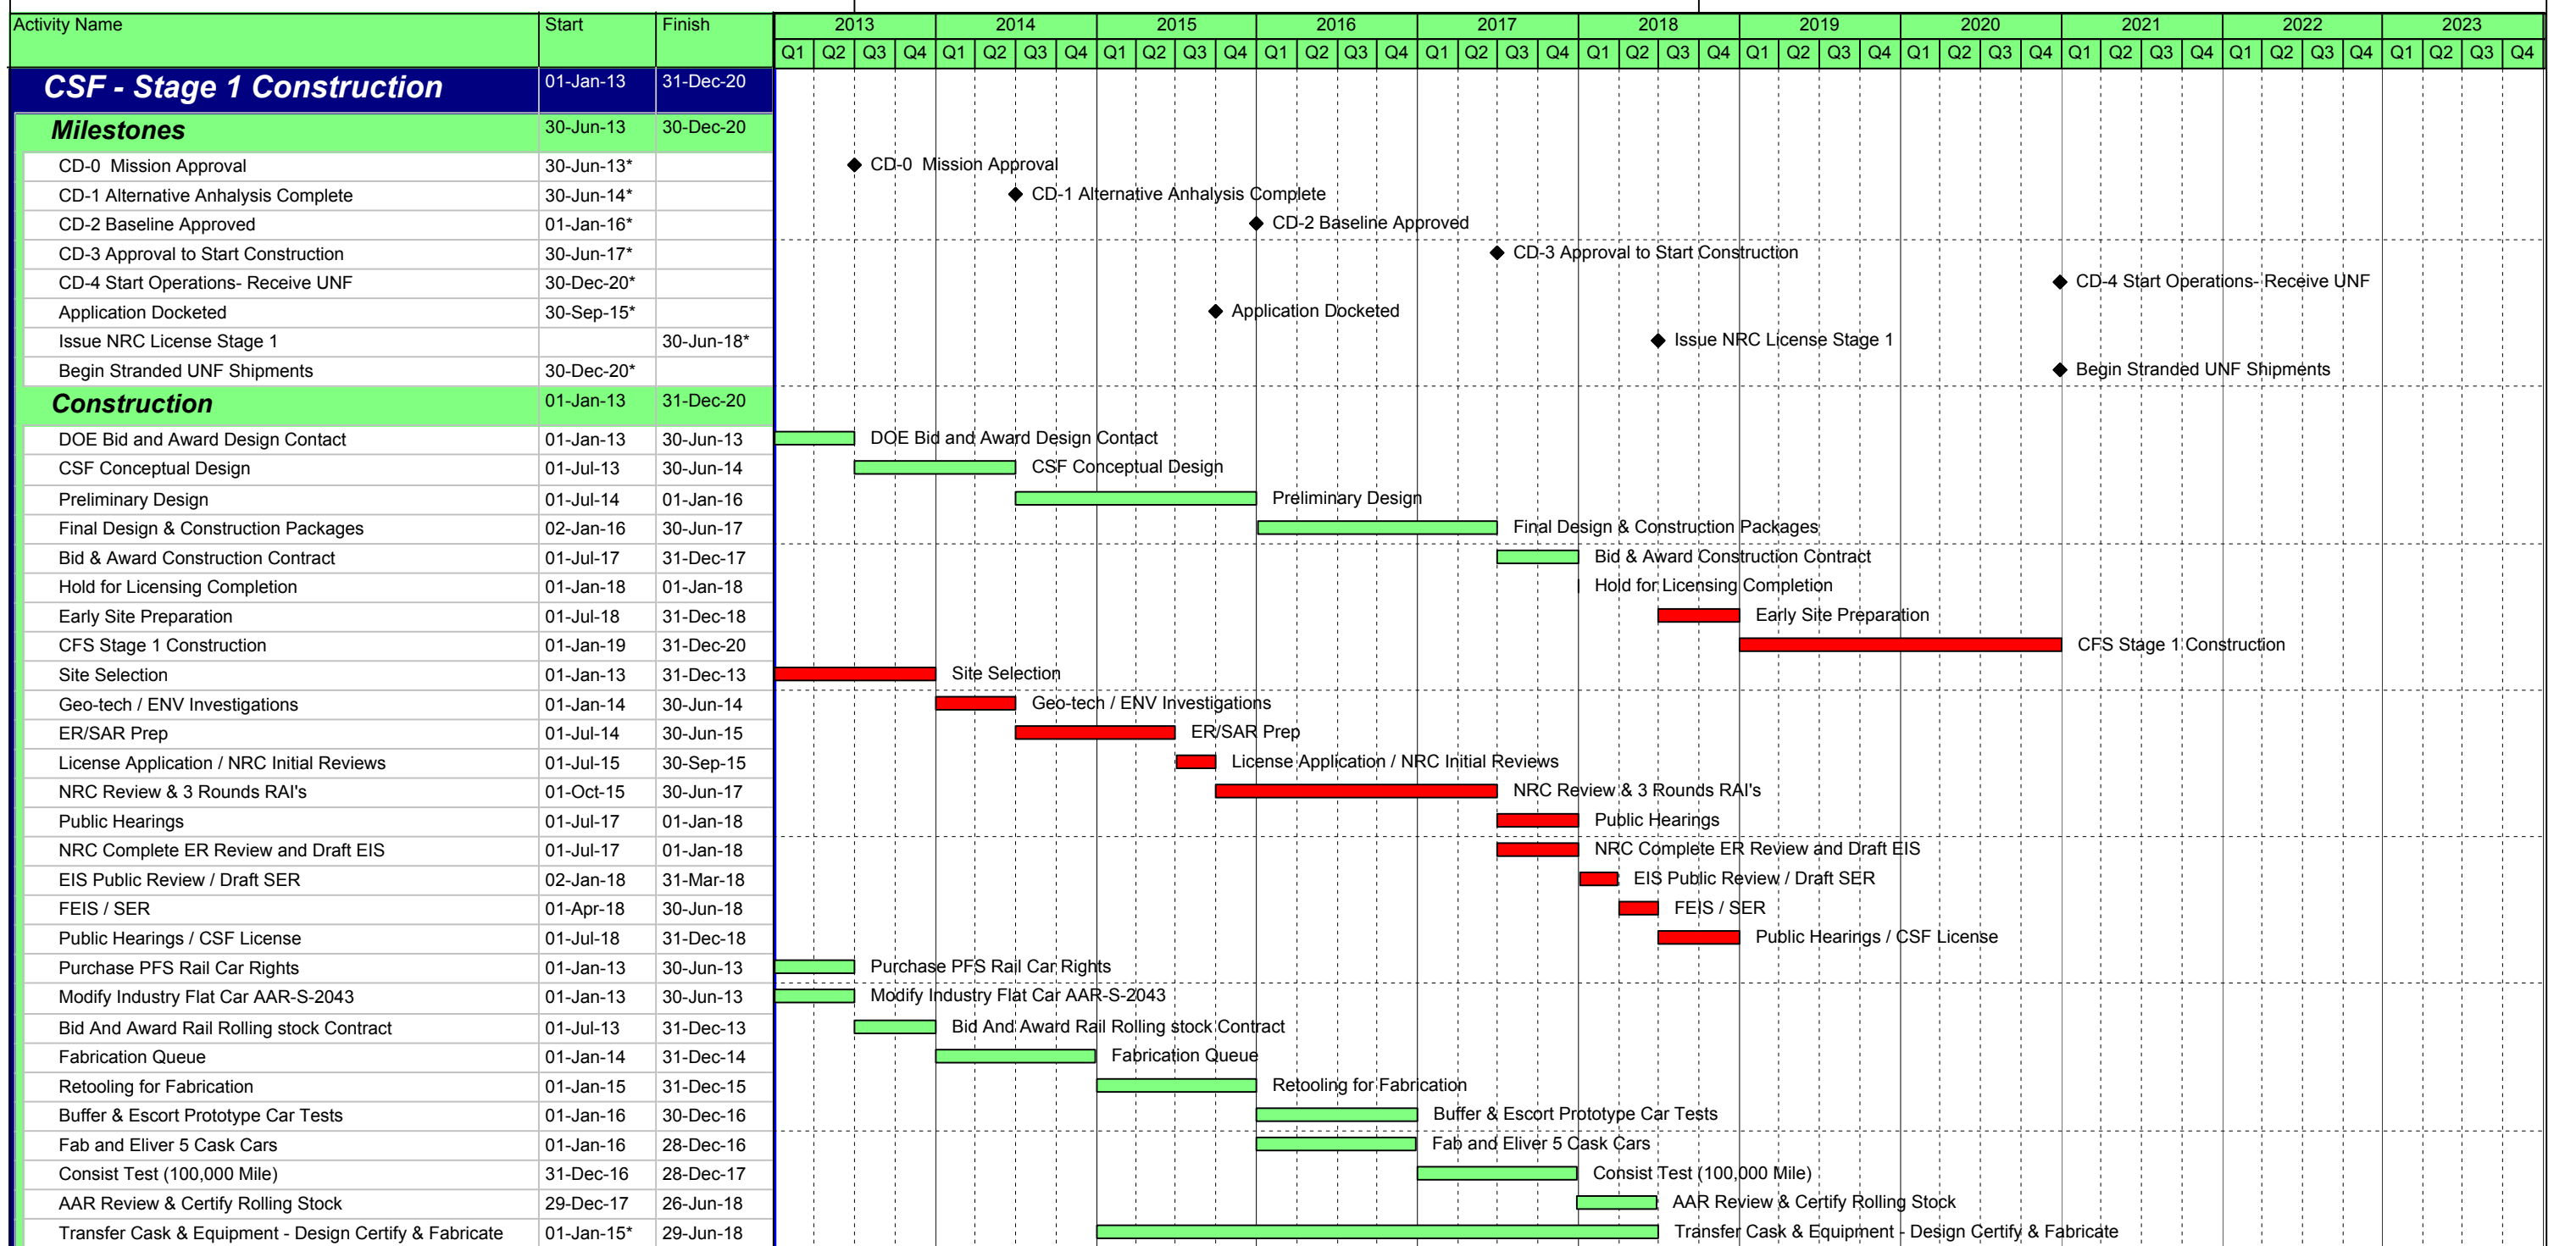 Activity Name Start Finish 2013 2014 2015 2016 2017 2018 2019 2020 2021 2022 2023
Q1 Q2 Q3 Q4 Q1 Q2 Q3 Q4 Q1 Q2 Q3 Q4 Q1 Q2 Q3 Q4 Q1 Q2 Q3 Q4 Q1 Q2 Q3 Q4 Q1 Q2 Q3 Q4 Q1 Q2 Q3 Q4 Q1 Q2 Q3 Q4 Q1 Q2 Q3 Q4 Q1 Q2 Q3 Q4
CSF - Stage 1 Construction 01-Jan-13 31-Dec-20
Milestones 30-Jun-13 30-Dec-20
CD-0 Mission Approval 30-Jun-13* CD-0 Mission Approval
CD-1 Alternative Anhalysis Complete 30-Jun-14* CD-1 Alternative Anhalysis Complete
CD-2 Baseline Approved 01-Jan-16* CD-2 Baseline Approved
CD-3 Approval to Start Construction 30-Jun-17* CD-3 Approval to Start Construction
CD-4 Start Operations- Receive UNF 30-Dec-20* CD-4 Start Operations- Receive UNF
Application Docketed 30-Sep-15* Application Docketed
Issue NRC License Stage 1 30-Jun-18* Issue NRC License Stage 1
Begin Stranded UNF Shipments 30-Dec-20* Begin Stranded UNF Shipments
Construction 01-Jan-13 31-Dec-20
DOE Bid and Award Design Contact 01-Jan-13 30-Jun-13 DOE Bid and Award Design Contact
CSF Conceptual Design 01-Jul-13 30-Jun-14 CSF Conceptual Design
Preliminary Design 01-Jul-14 01-Jan-16 Preliminary Design
Final Design & Construction Packages 02-Jan-16 30-Jun-17 Final Design & Construction Packages
Bid & Award Construction Contract 01-Jul-17 31-Dec-17 Bid & Award Construction Contract
Hold for Licensing Completion 01-Jan-18 01-Jan-18 Hold for Licensing Completion
Early Site Preparation 01-Jul-18 31-Dec-18 Early Site Preparation
CFS Stage 1 Construction 01-Jan-19 31-Dec-20 CFS Stage 1 Construction
Site Selection 01-Jan-13 31-Dec-13 Site Selection
Geo-tech / ENV Investigations 01-Jan-14 30-Jun-14 Geo-tech / ENV Investigations
ER/SAR Prep 01-Jul-14 30-Jun-15 ER/SAR Prep
License Application / NRC Initial Reviews 01-Jul-15 30-Sep-15 License Application / NRC Initial Reviews
NRC Review & 3 Rounds RAI's 01-Oct-15 30-Jun-17 NRC Review & 3 Rounds RAI's
Public Hearings 01-Jul-17 01-Jan-18 Public Hearings
NRC Complete ER Review and Draft EIS 01-Jul-17 01-Jan-18 NRC Complete ER Review and Draft EIS
EIS Public Review / Draft SER 02-Jan-18 31-Mar-18 EIS Public Review / Draft SER
FEIS / SER 01-Apr-18 30-Jun-18 FEIS / SER
Public Hearings / CSF License 01-Jul-18 31-Dec-18 Public Hearings / CSF License
Purchase PFS Rail Car Rights 01-Jan-13 30-Jun-13 Purchase PFS Rail Car Rights
Modify Industry Flat Car AAR-S-2043 01-Jan-13 30-Jun-13 Modify Industry Flat Car AAR-S-2043
Bid And Award Rail Rolling stock Contract 01-Jul-13 31-Dec-13 Bid And Award Rail Rolling stock Contract
Fabrication Queue 01-Jan-14 31-Dec-14 Fabrication Queue
Retooling for Fabrication 01-Jan-15 31-Dec-15 Retooling for Fabrication
Buffer & Escort Prototype Car Tests 01-Jan-16 30-Dec-16 Buffer & Escort Prototype Car Tests
Fab and Eliver 5 Cask Cars 01-Jan-16 28-Dec-16 Fab and Eliver 5 Cask Cars
Consist Test (100,000 Mile) 31-Dec-16 28-Dec-17 Consist Test (100,000 Mile)
AAR Review & Certify Rolling Stock 29-Dec-17 26-Jun-18 AAR Review & Certify Rolling Stock
Transfer Cask & Equipment - Design Certify & Fabricate 01-Jan-15* 29-Jun-18 Transfer Cask & Equipment - Design Certify & Fabricate